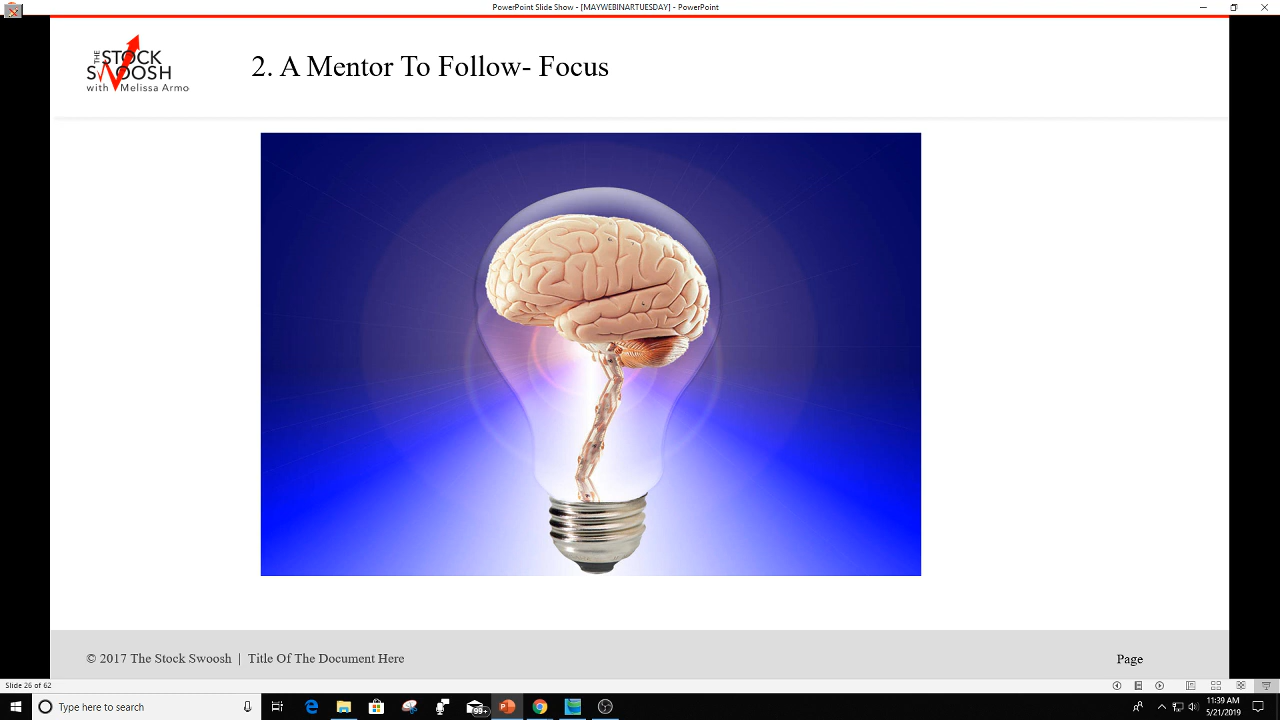 PowerPoint Slide Show - [MAYWEBINARTUESDAY] - PowerPoint
THE STOCK
SWOOSH
with Melissa Armo
2. A Mentor To Follow- Focus
© 2017 The Stock Swoosh | Title Of The Document Here
Page
Slide 26 of 62
Type here to search
99+
11:39 AM
5/21/2019